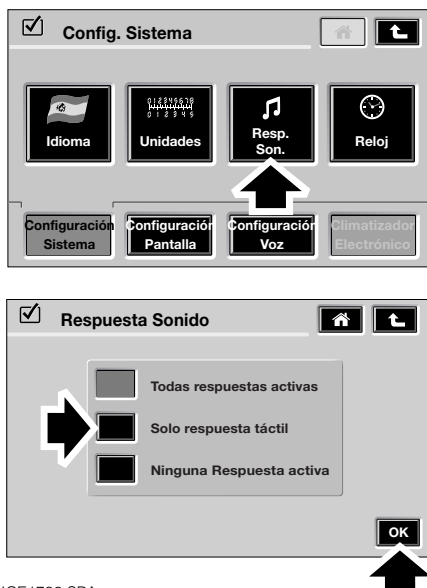 Config. Sistema
Idioma
Unidades
Resp.
Son.
Reloj
Configuración
Sistema
Configuración
Pantalla
Configuración
Voz
Climatizador
Electrónico
Respuesta Sonido
Todas respuestas activas
Solo respuesta táctil
Ninguna Respuesta activa
OK